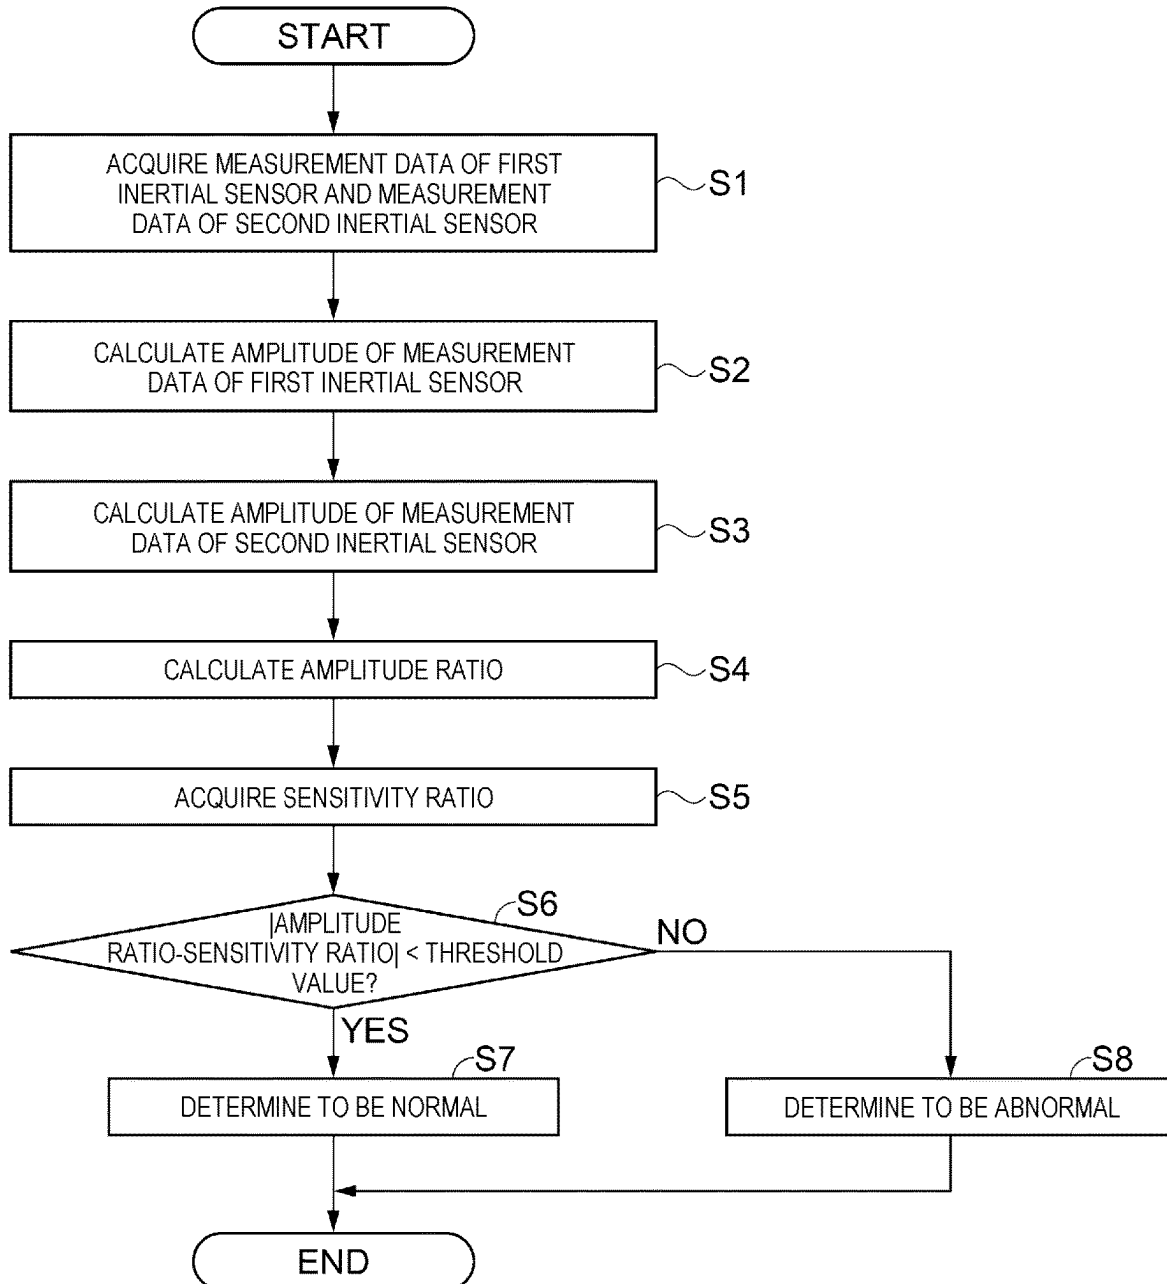 START
ACQUIRE MEASUREMENT DATA OF FIRST
INERTIAL SENSOR AND MEASUREMENT
DATA OF SECOND INERTIAL SENSOR
S1
CALCULATE AMPLITUDE OF MEASUREMENT
DATA OF FIRST INERTIAL SENSOR
S2
CALCULATE AMPLITUDE OF MEASUREMENT
DATA OF SECOND INERTIAL SENSOR
S3
CALCULATE AMPLITUDE RATIO
S4
ACQUIRE SENSITIVITY RATIO
S5
S6
|AMPLITUDE
RATIO-SENSITIVITY RATIO| < THRESHOLD
VALUE?
NO
YES
S7
DETERMINE TO BE NORMAL
S8
DETERMINE TO BE ABNORMAL
END